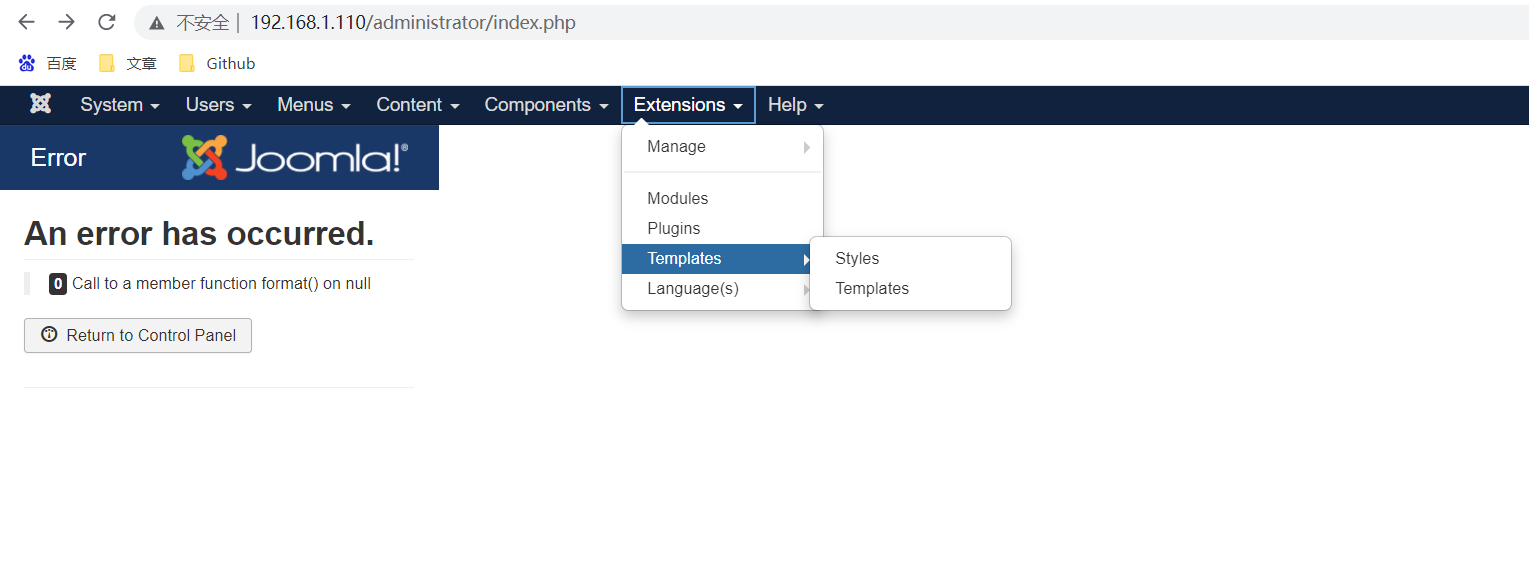 不安全 | 192.168.1.110/administrator/index.php
百度 文章 Github
System Users Menus Content Components Extensions Help
Error Joomla!®
Manage
Modules
Plugins
Templates
Language(s)
Styles
Templates
An error has occurred.
0 Call to a member function format() on null
Return to Control Panel